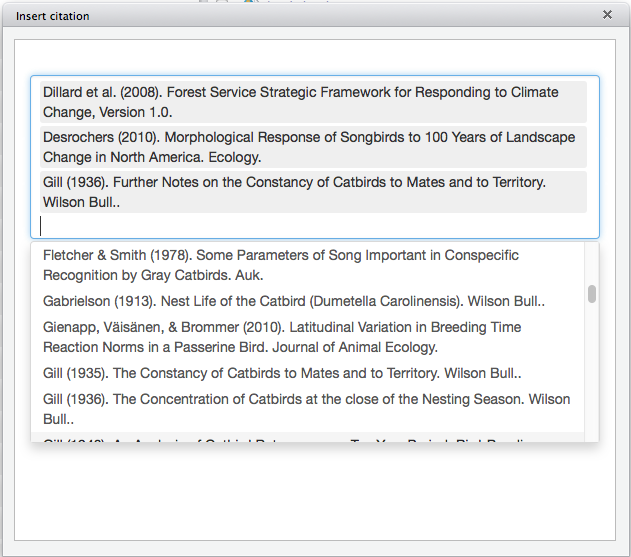 Insert citation
Dillard et al. (2008). Forest Service Strategic Framework for Responding to Climate
Change, Version 1.0.
Desrochers (2010). Morphological Response of Songbirds to 100 Years of Landscape
Change in North America. Ecology.
Gill (1936). Further Notes on the Constancy of Catbirds to Mates and to Territory.
Wilson Bull..
Fletcher & Smith (1978). Some Parameters of Song Important in Conspecific
Recognition by Gray Catbirds. Auk.
Gabrielson (1913). Nest Life of the Catbird (Dumetella Carolinensis). Wilson Bull..
Gienapp, Väisänen, & Brommer (2010). Latitudinal Variation in Breeding Time
Reaction Norms in a Passerine Bird. Journal of Animal Ecology.
Gill (1935). The Constancy of Catbirds to Mates and to Territory. Wilson Bull..
Gill (1936). The Concentration of Catbirds at the close of the Nesting Season. Wilson
Bull..
Gill